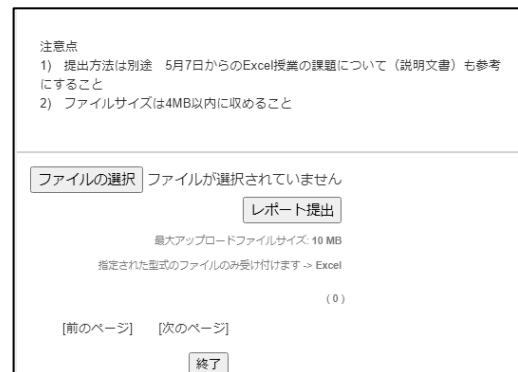 注意点
1) 提出方法は別途 5月7日からのExcel授業の課題について（説明文書）も参考
にすること
2) ファイルサイズは4MB以内に収めること
ファイルの選択 ファイルが選択されていません
レポート提出
最大アップロードファイルサイズ: 10 MB
指定された型式のファイルのみ受け付けます -> Excel
( 0 )
[前のページ] [次のページ]
終了